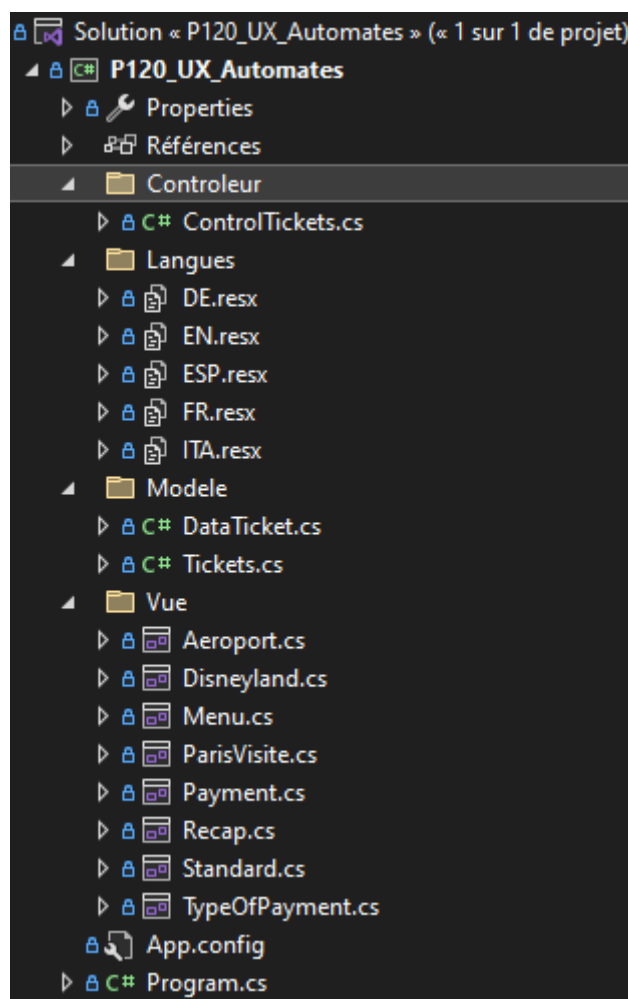 Solution « P120_UX_Automates » (« 1 sur 1 de projet)
C# P120_UX_Automates
Properties
Références
Controleur
C# ControlTickets.cs
Langues
DE.resx
EN.resx
ESP.resx
FR.resx
ITA.resx
Modele
C# DataTicket.cs
C# Tickets.cs
Vue
Aeroport.cs
Disneyland.cs
Menu.cs
ParisVisite.cs
Payment.cs
Recap.cs
Standard.cs
TypeOfPayment.cs
App.config
C# Program.cs